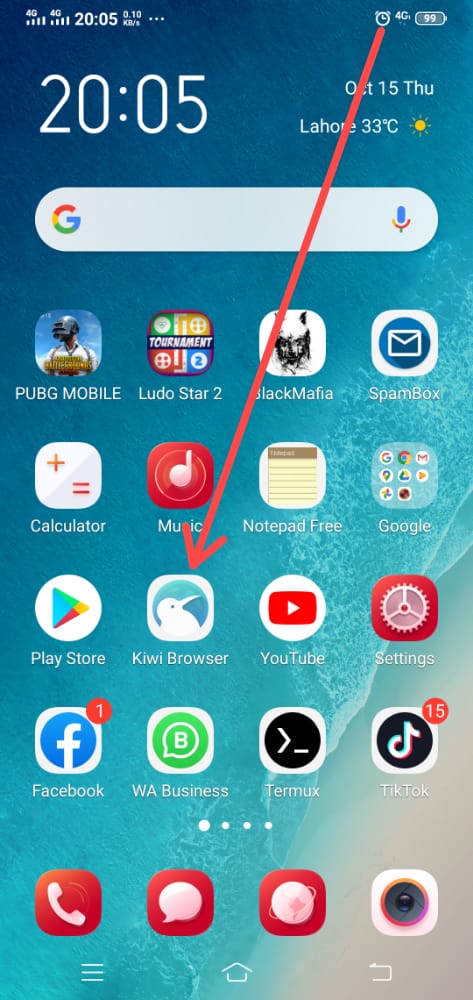 4G 4G 20:05 0.10 KB/s ... 4G 99
20:05
Oct 15 Thu
Lahore 33℃
PUBG MOBILE Ludo Star 2 BlackMafia SpamBox
TOURNAMENT
2
Notepad
Calculator Music Notepad Free Google
Play Store Kiwi Browser YouTube Settings
1
15
Facebook WA Business Termux TikTok